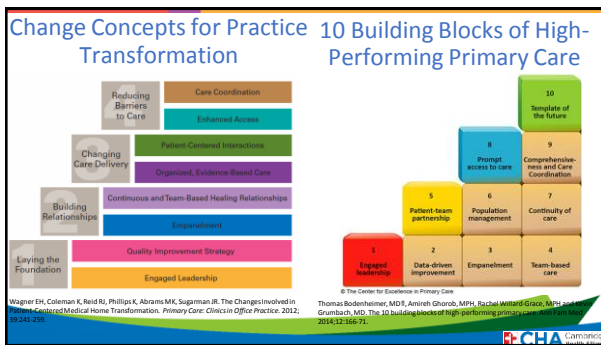 Change Concepts for Practice
Transformation
10 Building Blocks of High-
Performing Primary Care
4
Reducing
Barriers
to Care
Care Coordination
Enhanced Access
3
Changing
Care Delivery
Patient-Centered Interactions
Organized, Evidence-Based Care
2
Building
Relationships
Continuous and Team-Based Healing Relationships
Empanelment
1
Laying the
Foundation
Quality Improvement Strategy
Engaged Leadership
Wagner EH, Coleman K, Reid RJ, Phillips K, Abrams MK, Sugarman JR. The Changes Involved in
Patient-Centered Medical Home Transformation. Primary Care: Clinics in Office Practice. 2012;
39:241-259.
10
Template of
the future
8
Prompt
access to care
9
Comprehensive-
ness and Care
Coordination
5
Patient-team
partnership
6
Population
management
7
Continuity of
care
1
Engaged
leadership
2
Data-driven
improvement
3
Empanelment
4
Team-based
care
© The Center for Excellence in Primary Care
Thomas Bodenheimer, MD, Amireh Ghorob, MPH, Rachel Willard-Grace, MPH and Kevin
Grumbach, MD. The 10 building blocks of high-performing primary care. Ann Fam Med
2014;12:166-71.
CHA